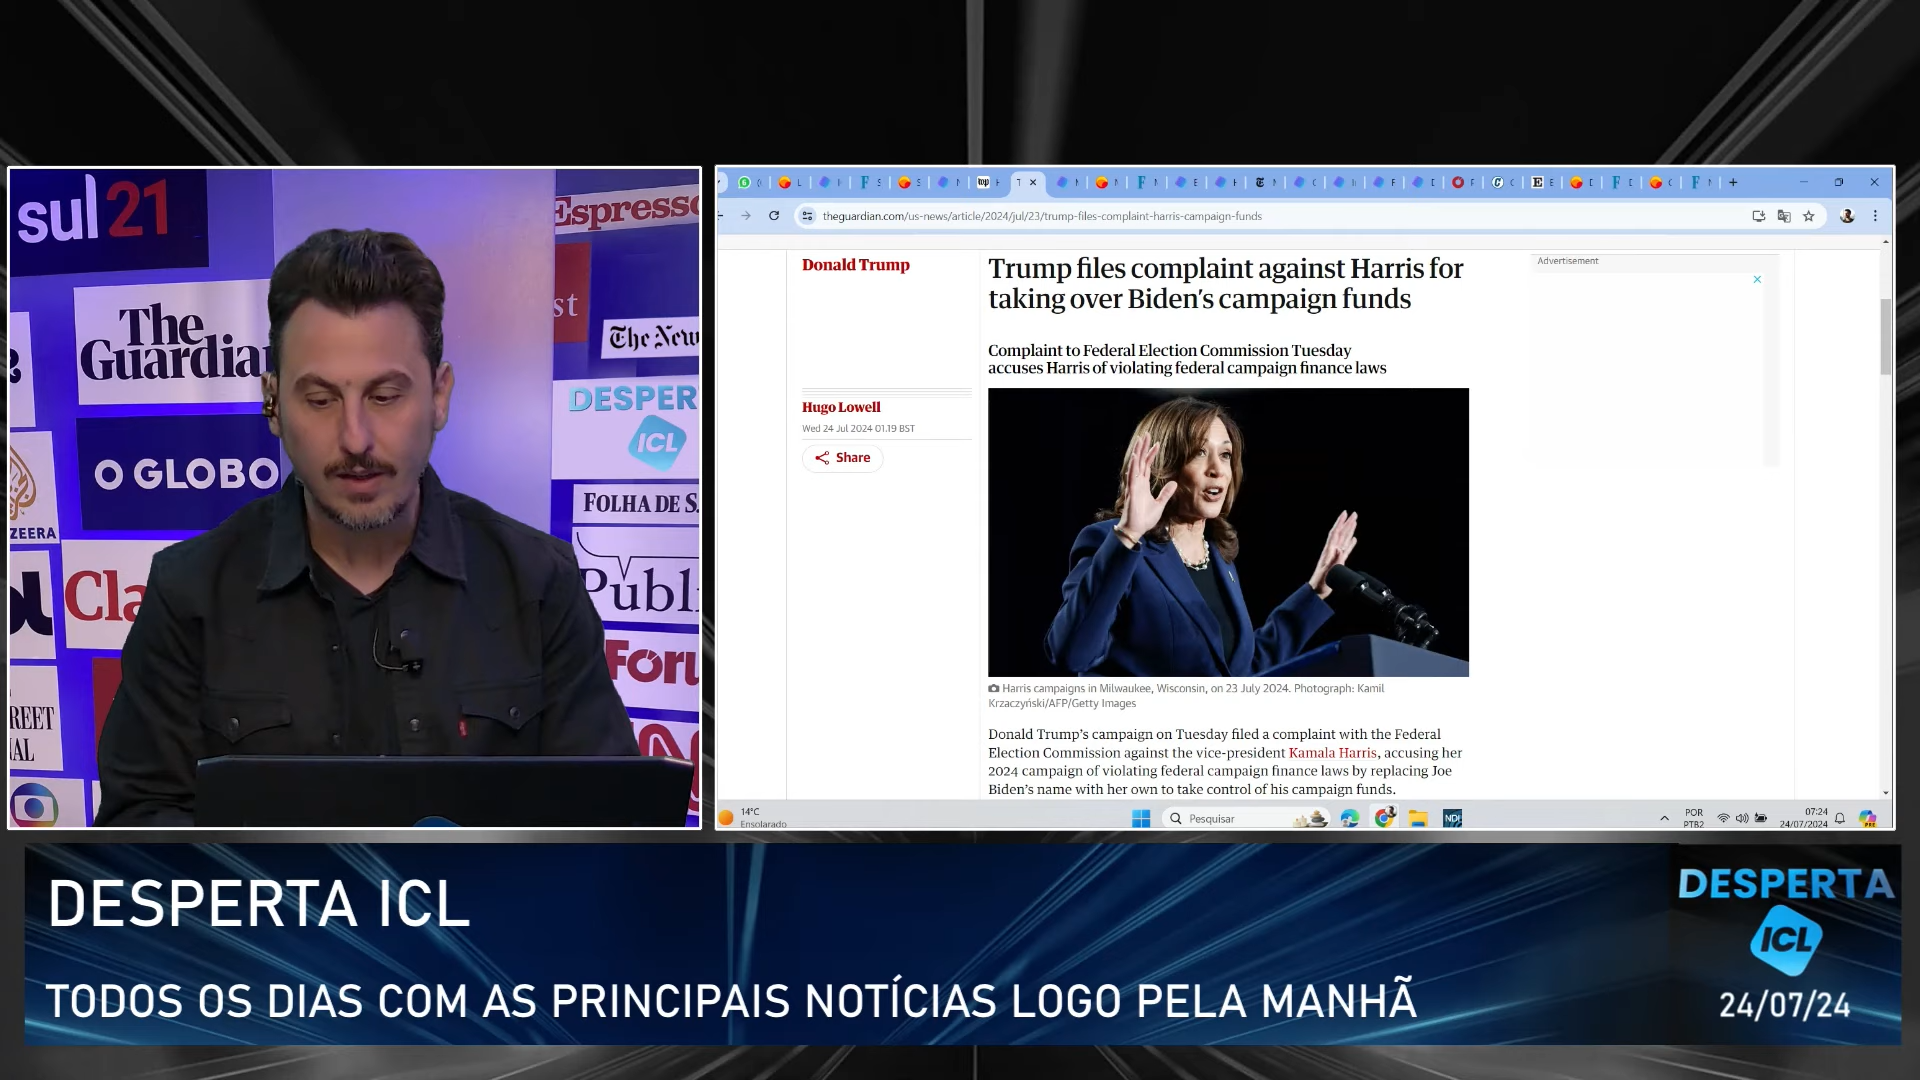 sul21
Espresso
The
Guardia
st
The New
DESPER
ICL
O GLOBO
FOLHA DE S.
ZEERA
Cla
Públi
Foru
REET
AL
theguardian.com/us-news/article/2024/jul/23/trump-files-complaint-harris-campaign-funds
Donald Trump
Trump files complaint against Harris for
taking over Biden's campaign funds
Advertisement
Complaint to Federal Election Commission Tuesday
accuses Harris of violating federal campaign finance laws
Hugo Lowell
Wed 24 Jul 2024 01.19 BST
Share
Harris campaigns in Milwaukee, Wisconsin, on 23 July 2024. Photograph: Kamil
Krzaczyński/AFP/Getty Images
Donald Trump's campaign on Tuesday filed a complaint with the Federal
Election Commission against the vice-president Kamala Harris, accusing her
2024 campaign of violating federal campaign finance laws by replacing Joe
Biden's name with her own to take control of his campaign funds.
14°C
Ensolarado
Pesquisar
POR
PTB2
07:24
24/07/2024
DESPERTA ICL
TODOS OS DIAS COM AS PRINCIPAIS NOTÍCIAS LOGO PELA MANHÃ
DESPERTA
ICL
24/07/24